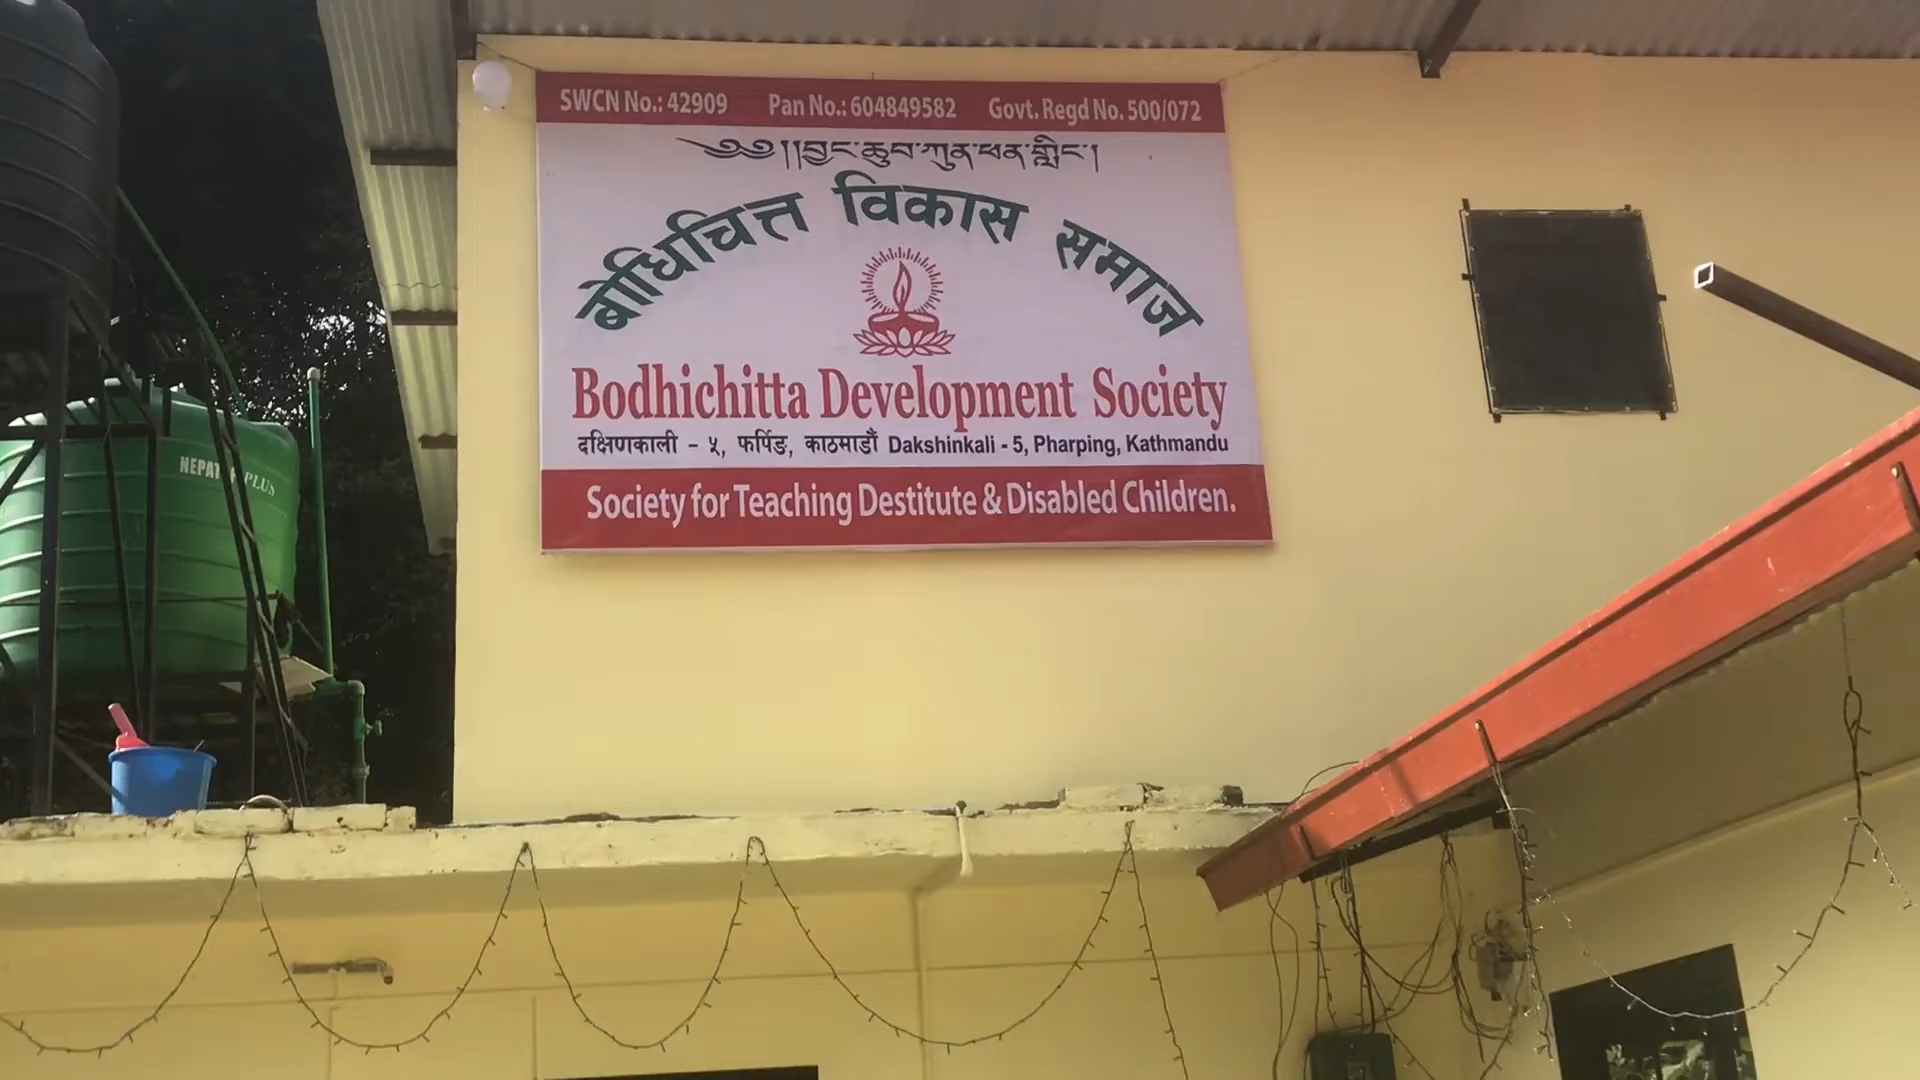 SWCN No.: 42909 Pan No.: 604849582 Govt. Regd No. 500/072
༄༅།།བྱང་ཆུབ་ཀུན་ཕན་གླིང་།
बोधिचित्त विकास समाज
Bodhichitta Development Society
दक्षिणकाली - ५, फर्पिङ, काठमाडौं Dakshinkali - 5, Pharping, Kathmandu
Society for Teaching Destitute & Disabled Children.
PLUS